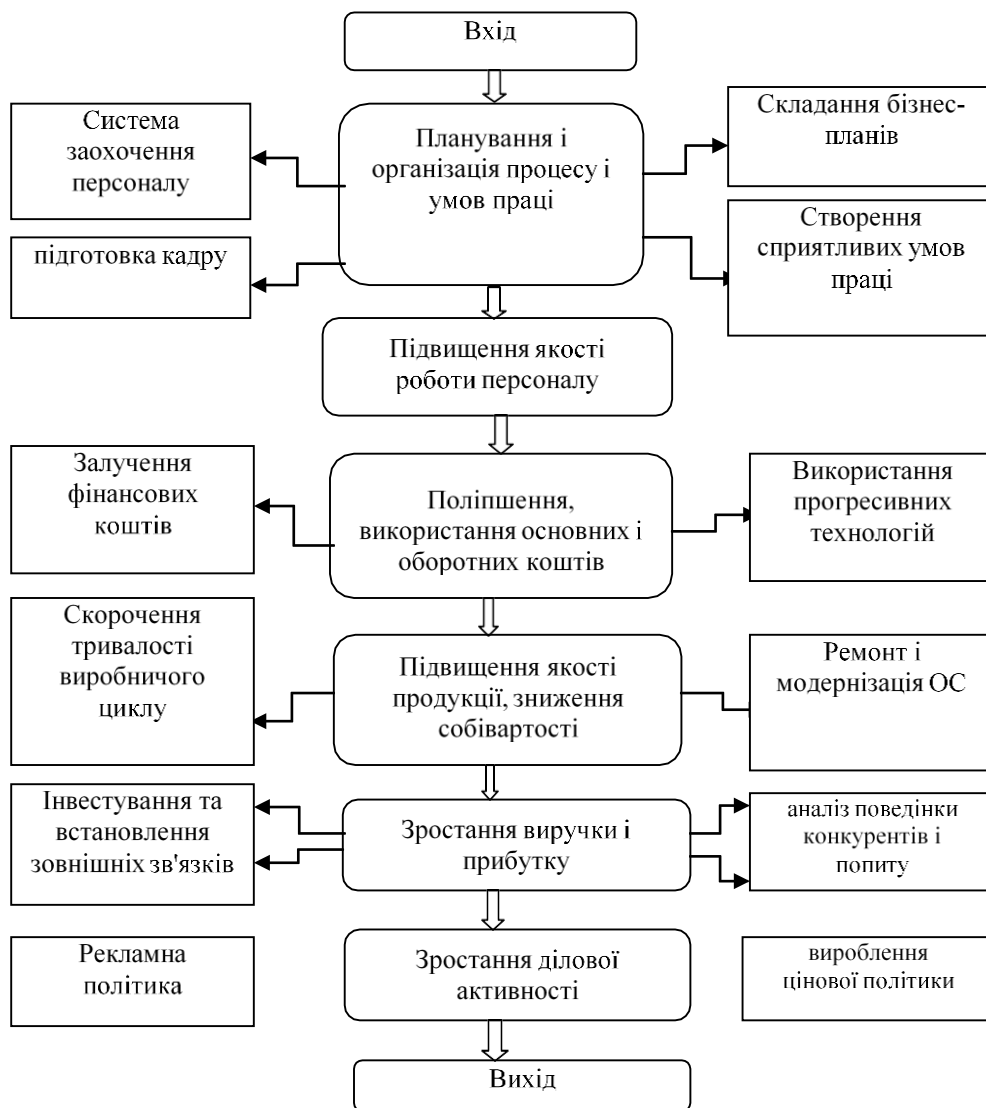 Вхід
Система
заохочення
персоналу
Планування і
організація процесу і
умов праці
Складання бізнес-
планів
підготовка кадру
Створення
сприятливих умов
праці
Підвищення якості
роботи персоналу
Залучення
фінансових
коштів
Поліпшення,
використання основних і
оборотних коштів
Використання
прогресивних
технологій
Скорочення
тривалості
виробничого
циклу
Підвищення якості
продукції, зниження
собівартості
Ремонт і
модернізація ОС
Інвестування та
встановлення
зовнішніх зв'язків
Зростання виручки і
прибутку
аналіз поведінки
конкурентів і
попиту
Рекламна
політика
Зростання ділової
активності
вироблення
цінової політики
Вихід